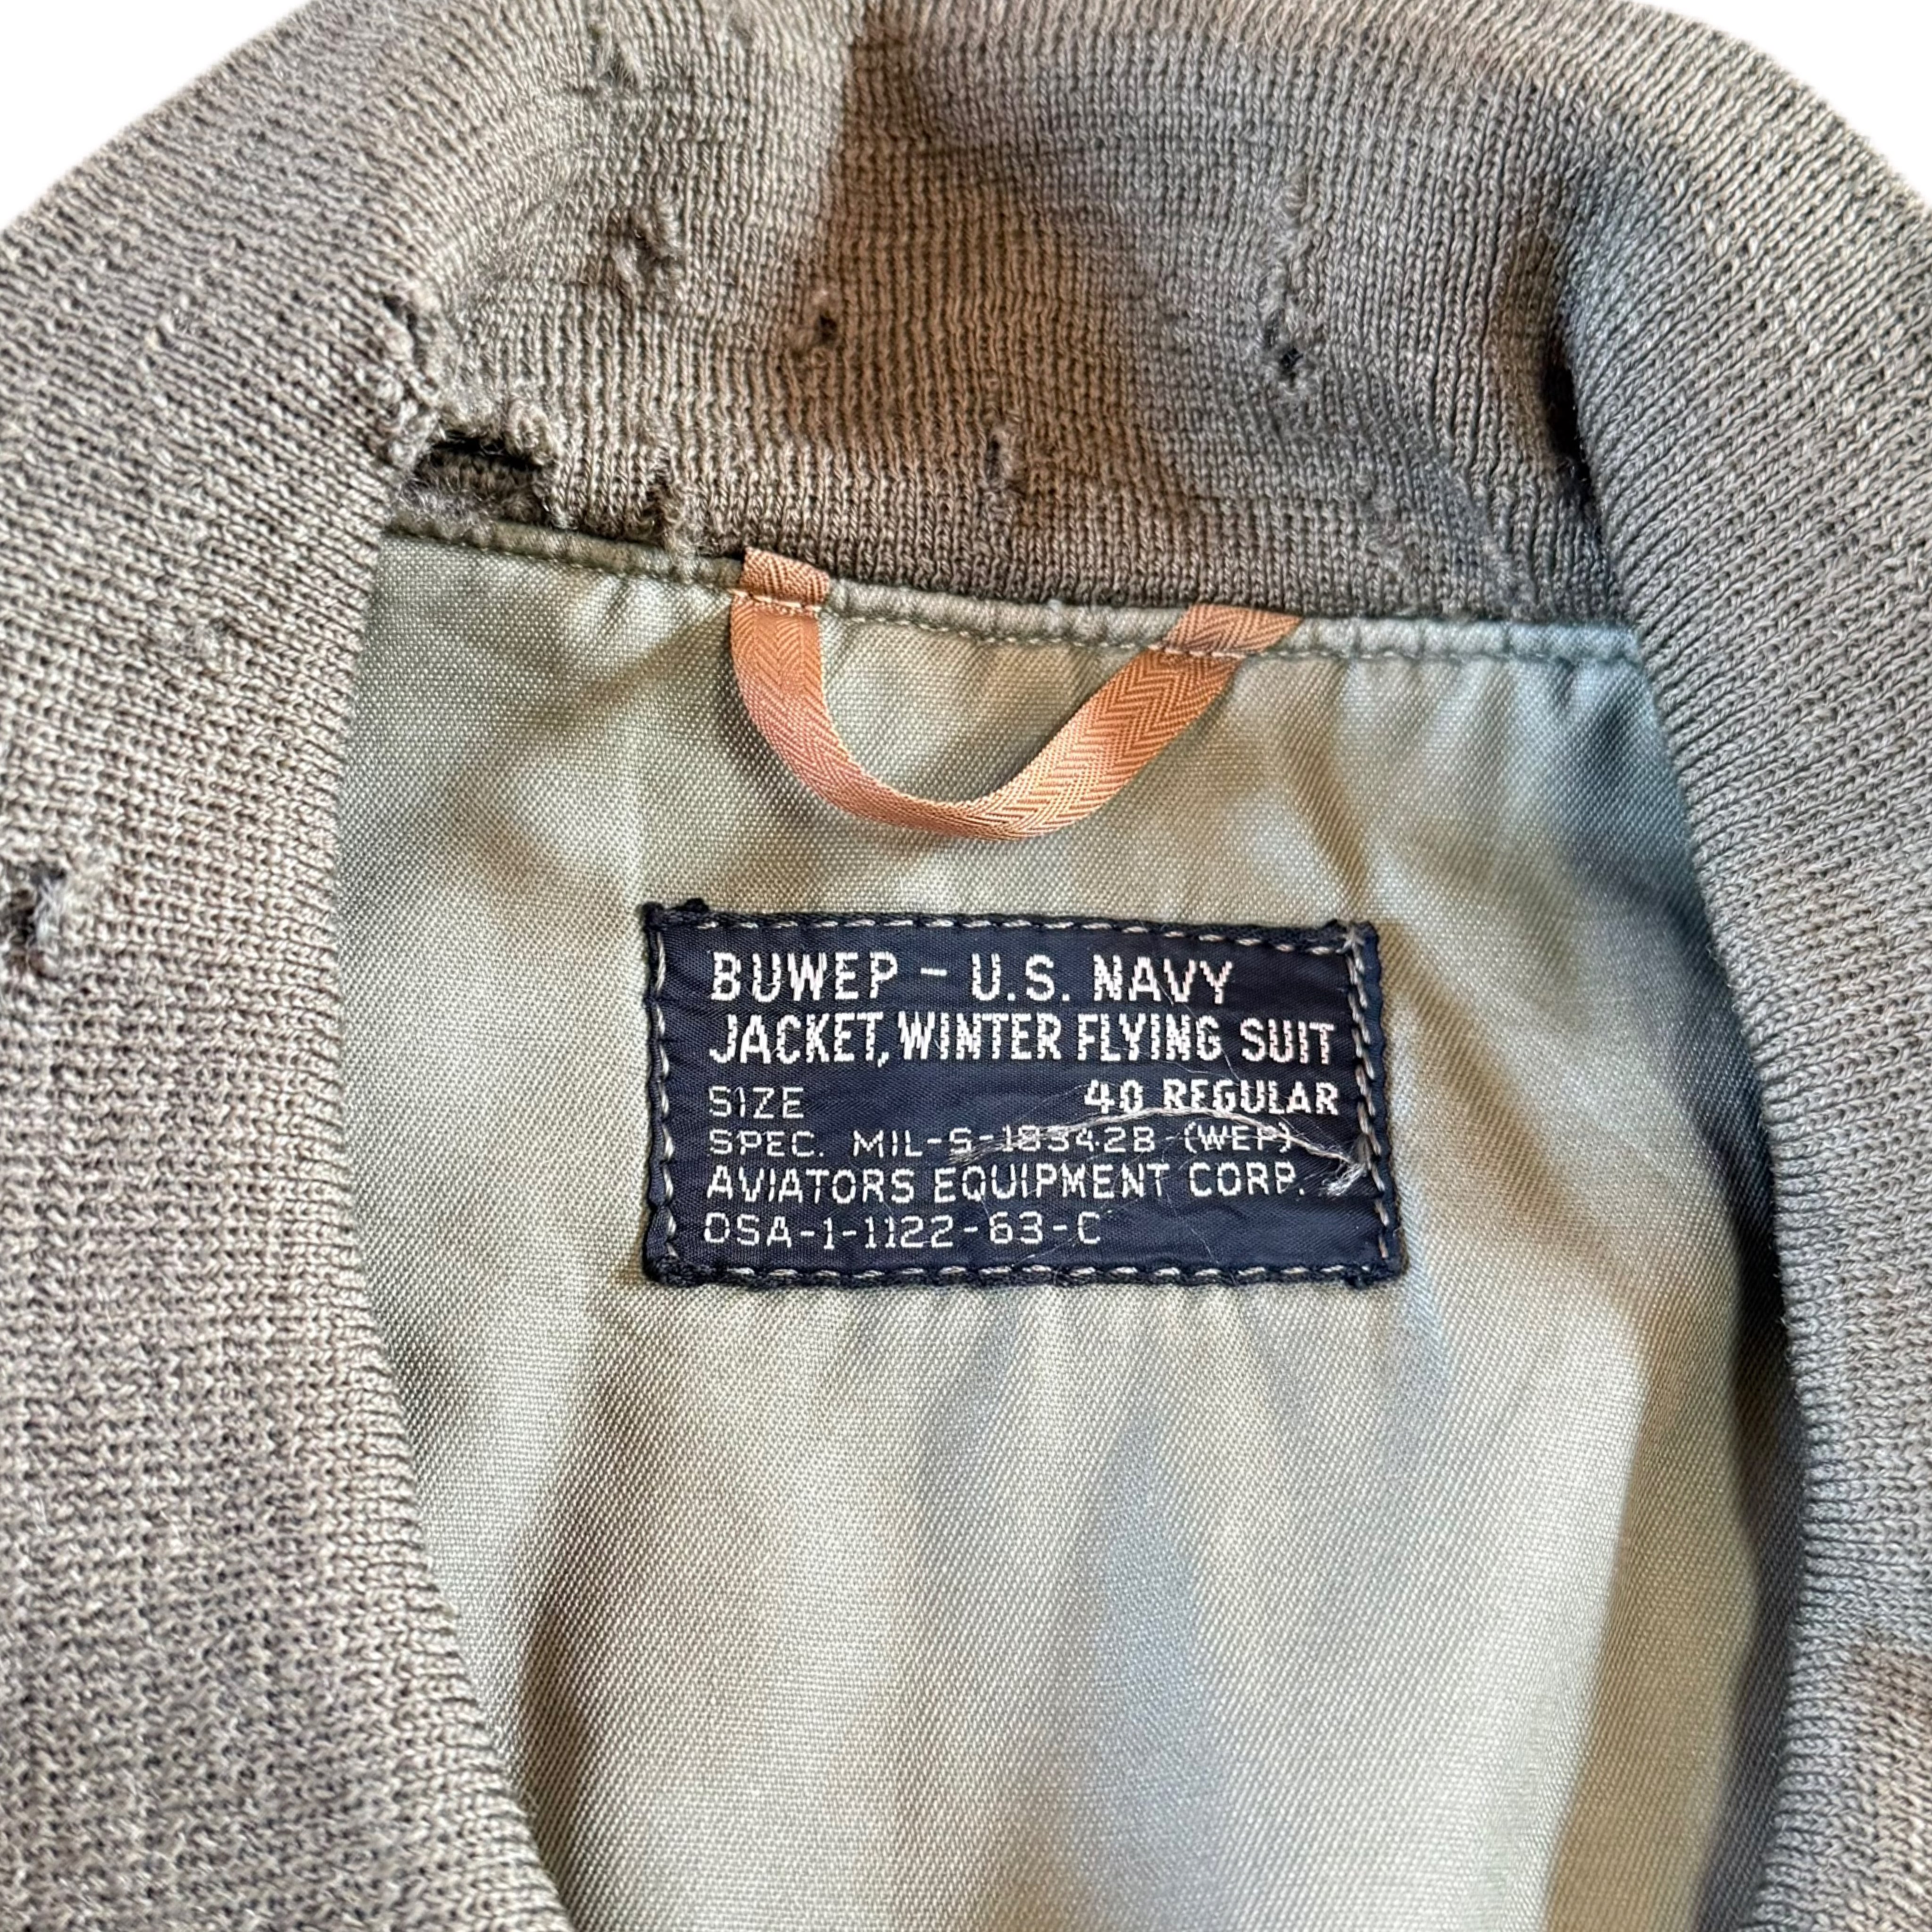 BUWEP - U.S. NAVY
JACKET, WINTER FLYING SUIT
SIZE 40 REGULAR
SPEC. MIL-S-18342B (WEP)
AVIATORS EQUIPMENT CORP.
DSA-1-1122-63-C